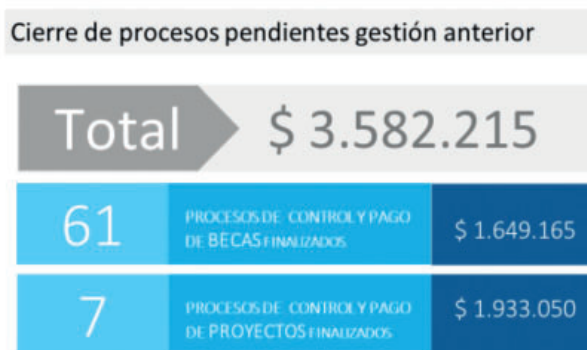 Cierre de procesos pendientes gestión anterior
Total $ 3.582.215
61 PROCESOS DE CONTROL Y PAGO $ 1.649.165
DE BECAS FINALIZADOS
7 PROCESOS DE CONTROL Y PAGO $ 1.933.050
DE PROYECTOS FINALIZADOS